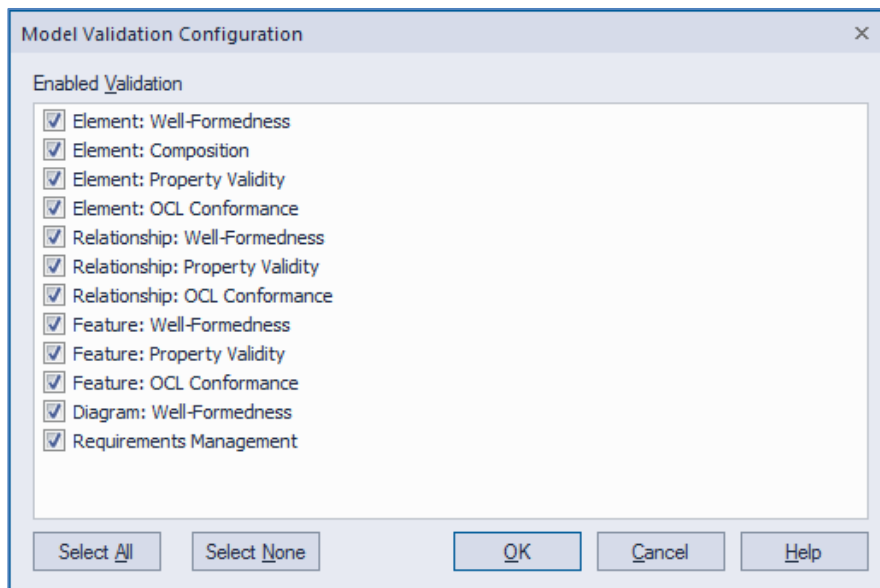 Model Validation Configuration
Enabled Validation
Element: Well-Formedness
Element: Composition
Element: Property Validity
Element: OCL Conformance
Relationship: Well-Formedness
Relationship: Property Validity
Relationship: OCL Conformance
Feature: Well-Formedness
Feature: Property Validity
Feature: OCL Conformance
Diagram: Well-Formedness
Requirements Management
Select All Select None OK Cancel Help